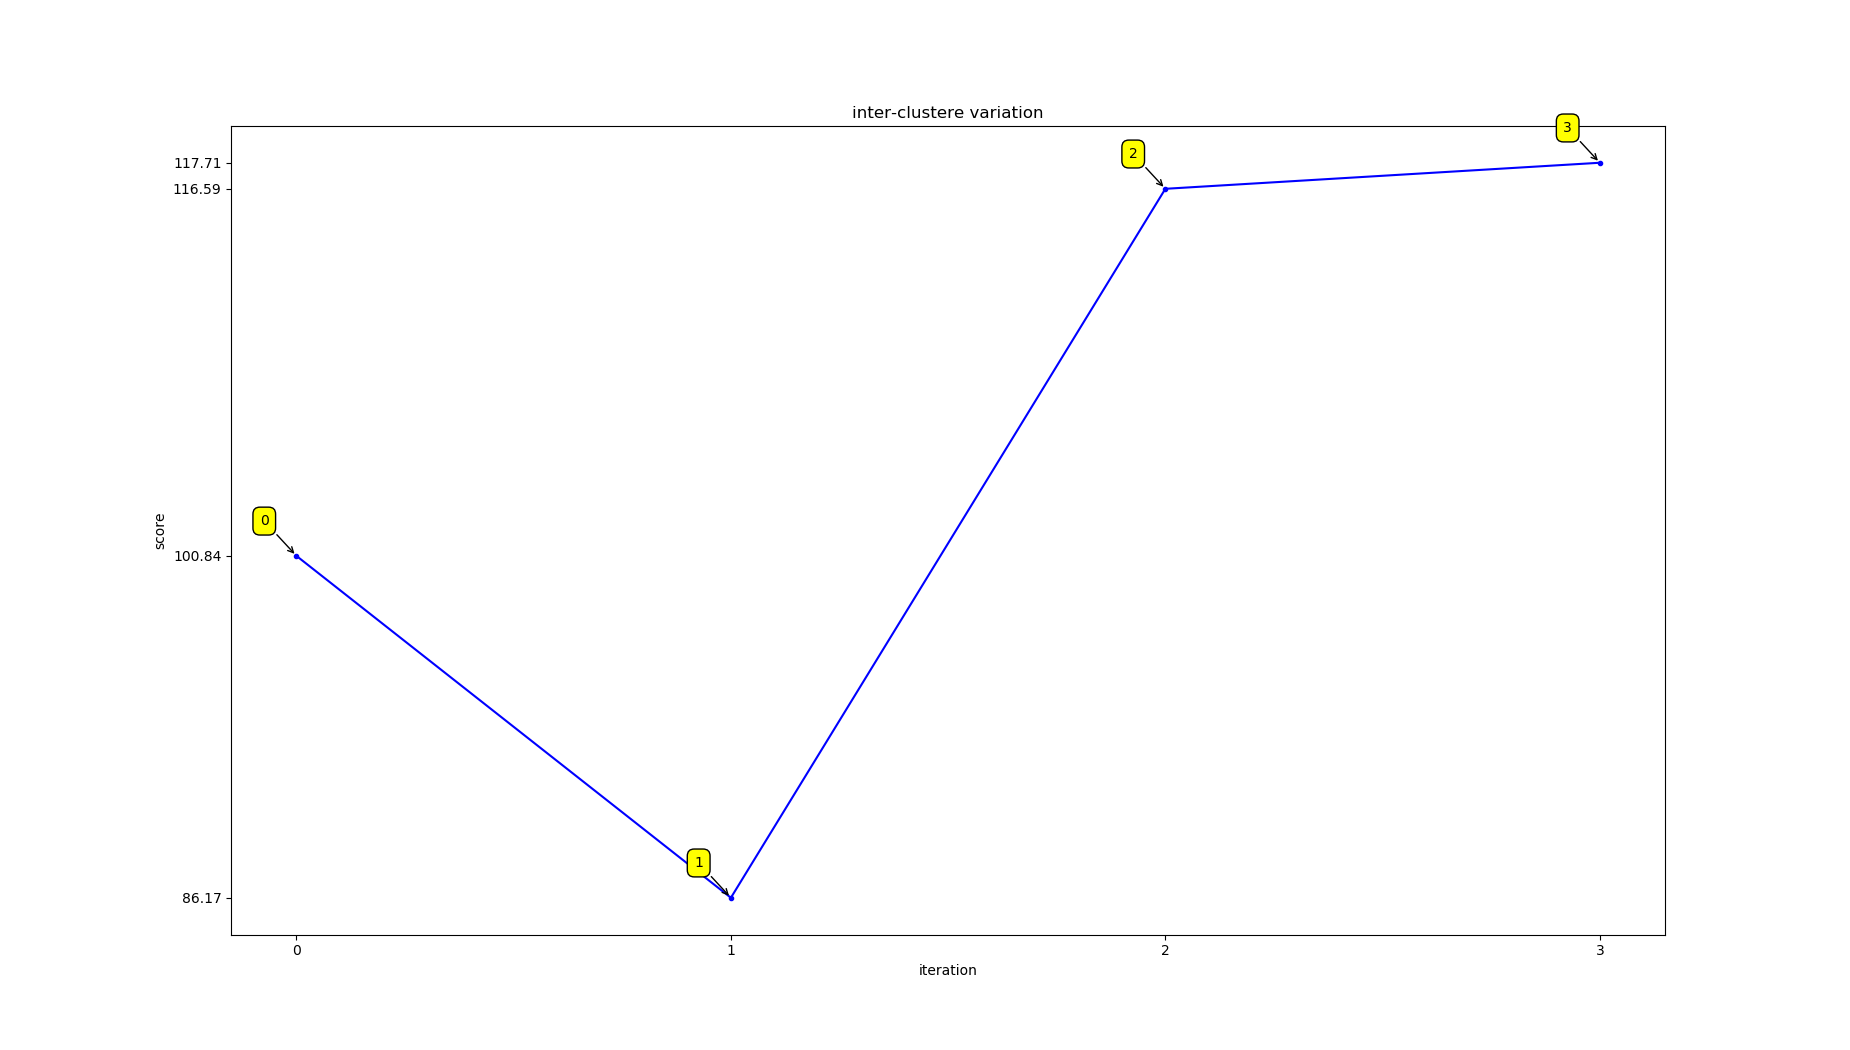 inter-clustere variation
3
117.71
2
116.59
0
score
100.84
1
86.17
0 1 2 3
iteration